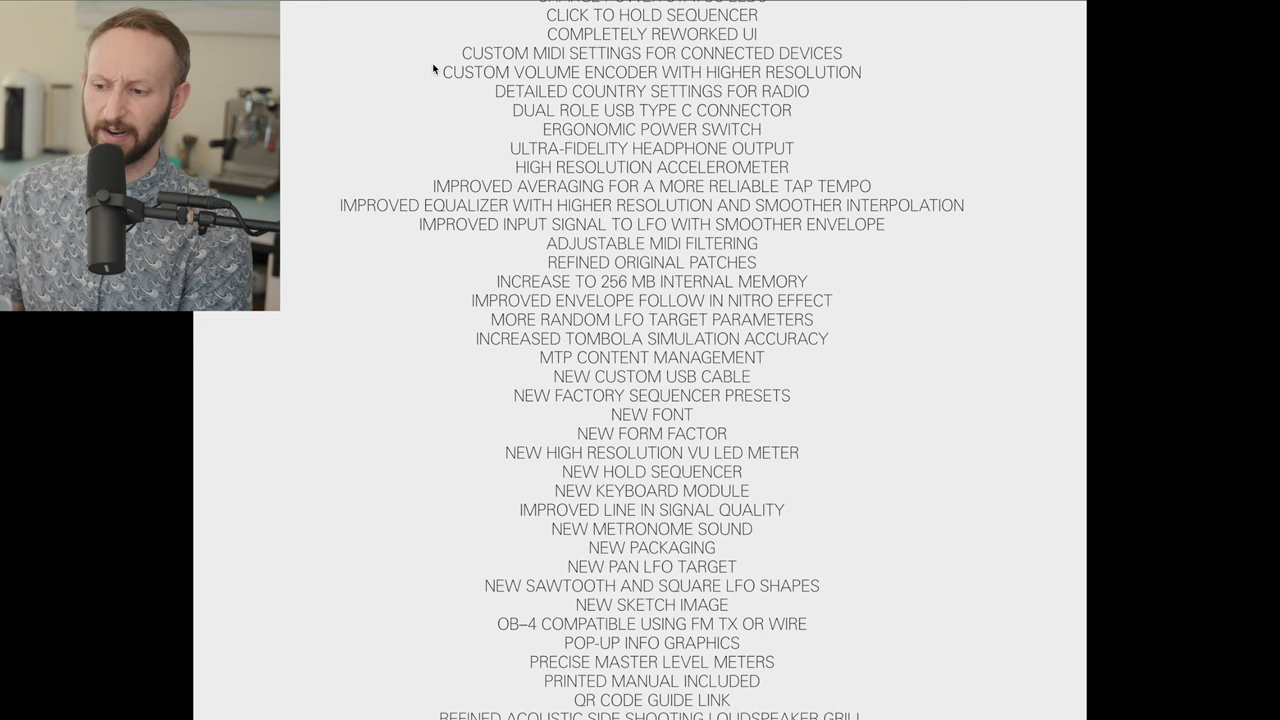 CLICK TO HOLD SEQUENCER
COMPLETELY REWORKED UI
CUSTOM MIDI SETTINGS FOR CONNECTED DEVICES
CUSTOM VOLUME ENCODER WITH HIGHER RESOLUTION
DETAILED COUNTRY SETTINGS FOR RADIO
DUAL ROLE USB TYPE C CONNECTOR
ERGONOMIC POWER SWITCH
ULTRA-FIDELITY HEADPHONE OUTPUT
HIGH RESOLUTION ACCELEROMETER
IMPROVED AVERAGING FOR A MORE RELIABLE TAP TEMPO
IMPROVED EQUALIZER WITH HIGHER RESOLUTION AND SMOOTHER INTERPOLATION
IMPROVED INPUT SIGNAL TO LFO WITH SMOOTHER ENVELOPE
ADJUSTABLE MIDI FILTERING
REFINED ORIGINAL PATCHES
INCREASE TO 256 MB INTERNAL MEMORY
IMPROVED ENVELOPE FOLLOW IN NITRO EFFECT
MORE RANDOM LFO TARGET PARAMETERS
INCREASED TOMBOLA SIMULATION ACCURACY
MTP CONTENT MANAGEMENT
NEW CUSTOM USB CABLE
NEW FACTORY SEQUENCER PRESETS
NEW FONT
NEW FORM FACTOR
NEW HIGH RESOLUTION VU LED METER
NEW HOLD SEQUENCER
NEW KEYBOARD MODULE
IMPROVED LINE IN SIGNAL QUALITY
NEW METRONOME SOUND
NEW PACKAGING
NEW PAN LFO TARGET
NEW SAWTOOTH AND SQUARE LFO SHAPES
NEW SKETCH IMAGE
OB–4 COMPATIBLE USING FM TX OR WIRE
POP-UP INFO GRAPHICS
PRECISE MASTER LEVEL METERS
PRINTED MANUAL INCLUDED
QR CODE GUIDE LINK
REFINED ACOUSTIC SIDE SHOOTING LOUDSPEAKER GRILL